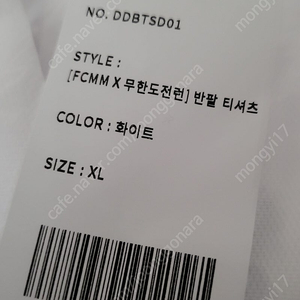 NO. DDBTSD01
STYLE :
[FCMM X 무한도전런] 반팔 티셔츠
COLOR : 화이트
SIZE : XL